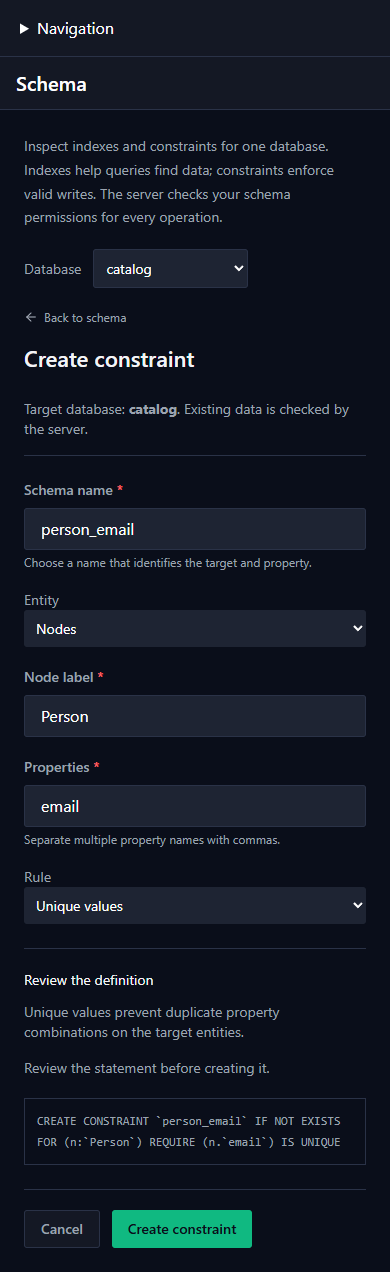 ▶ Navigation
Schema
Inspect indexes and constraints for one database.
Indexes help queries find data; constraints enforce
valid writes. The server checks your schema
permissions for every operation.
Database catalog
← Back to schema
Create constraint
Target database: catalog. Existing data is checked by
the server.
Schema name *
person_email
Choose a name that identifies the target and property.
Entity
Nodes
Node label *
Person
Properties *
email
Separate multiple property names with commas.
Rule
Unique values
Review the definition
Unique values prevent duplicate property
combinations on the target entities.
Review the statement before creating it.
CREATE CONSTRAINT `person_email` IF NOT EXISTS
FOR (n:`Person`) REQUIRE (n.`email`) IS UNIQUE
Cancel Create constraint